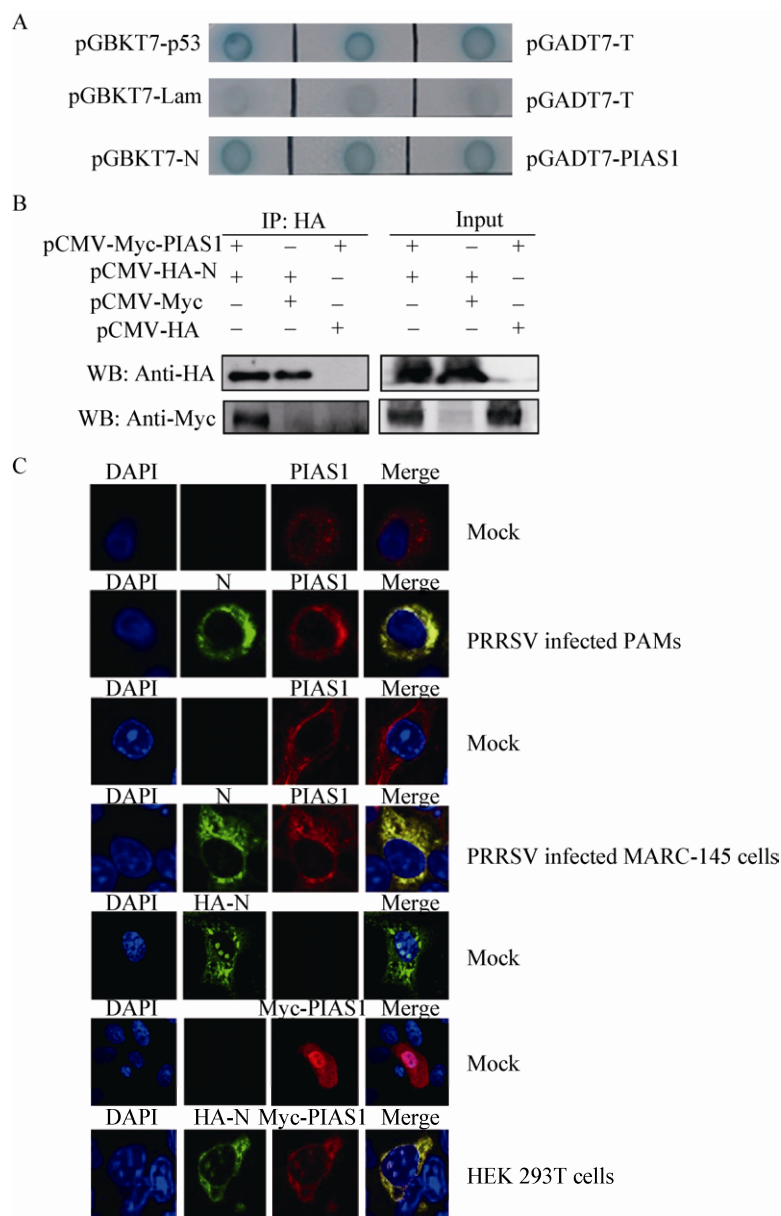 A
pGBKT7-p53 pGADT7-T
pGBKT7-Lam pGADT7-T
pGBKT7-N pGADT7-PIAS1
B
IP: HA Input
pCMV-Myc-PIAS1 + – + + – +
pCMV-HA-N + + – + + –
pCMV-Myc – + – – + –
pCMV-HA – – + – – +
WB: Anti-HA
WB: Anti-Myc
C
DAPI PIAS1 Merge
Mock
DAPI N PIAS1 Merge
PRRSV infected PAMs
DAPI PIAS1 Merge
Mock
DAPI N PIAS1 Merge
PRRSV infected MARC-145 cells
DAPI HA-N Merge
Mock
DAPI Myc-PIAS1 Merge
Mock
DAPI HA-N Myc-PIAS1 Merge
HEK 293T cells